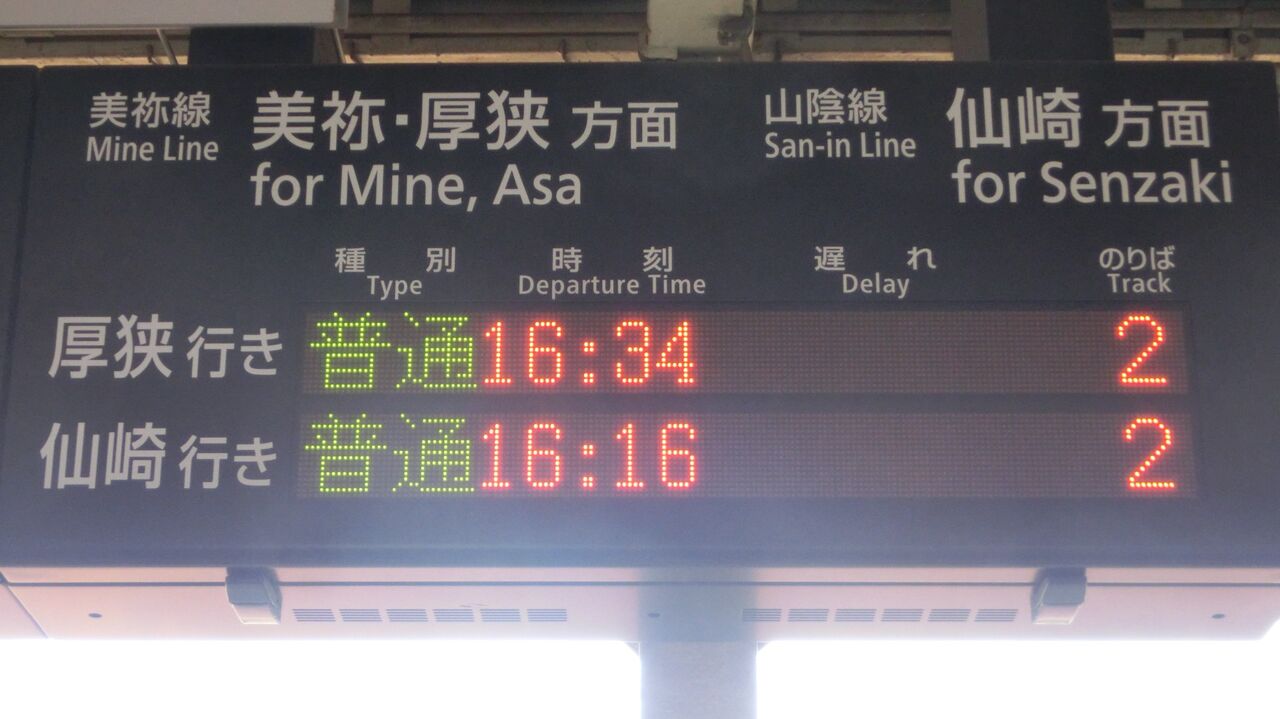 美祢線 美祢・厚狭 方面 山陰線 仙崎 方面
Mine Line for Mine, Asa San-in Line for Senzaki
種別 時刻 遅れ のりば
Type Departure Time Delay Track
厚狭 行き 普通 16:34 2
仙崎 行き 普通 16:16 2